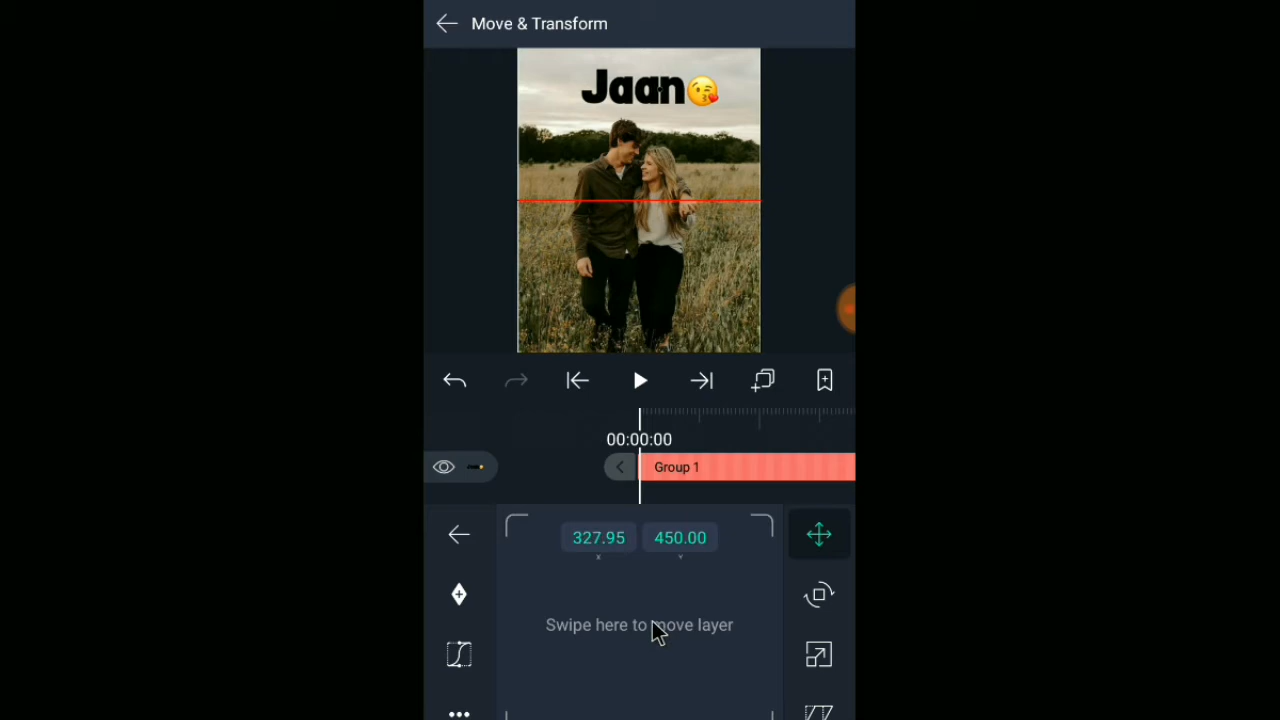 Move & Transform
Jaan😘
00:00:00
Group 1
327.95 450.00
X Y
Swipe here to move layer